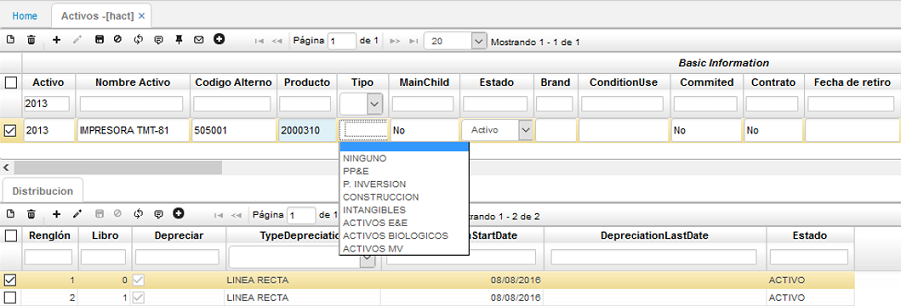 Home Activos -[hact] ×
Página 1 de 1 20 Mostrando 1 - 1 de 1
Basic Information
Activo Nombre Activo Codigo Alterno Producto Tipo MainChild Estado Brand ConditionUse Commited Contrato Fecha de retiro
2013
2013 IMPRESORA TMT-81 505001 2000310 No Activo No No
NINGUNO
PP&E
P. INVERSION
CONSTRUCCION
INTANGIBLES
ACTIVOS E&E
ACTIVOS BIOLOGICOS
ACTIVOS MV
Distribucion
Página 1 de 1 trando 1 - 2 de 2
Renglón Libro Depreciar TypeDepreciatio StartDate DepreciationLastDate Estado
1 0 LINEA RECTA 08/08/2016 ACTIVO
2 1 LINEA RECTA 08/08/2016 ACTIVO